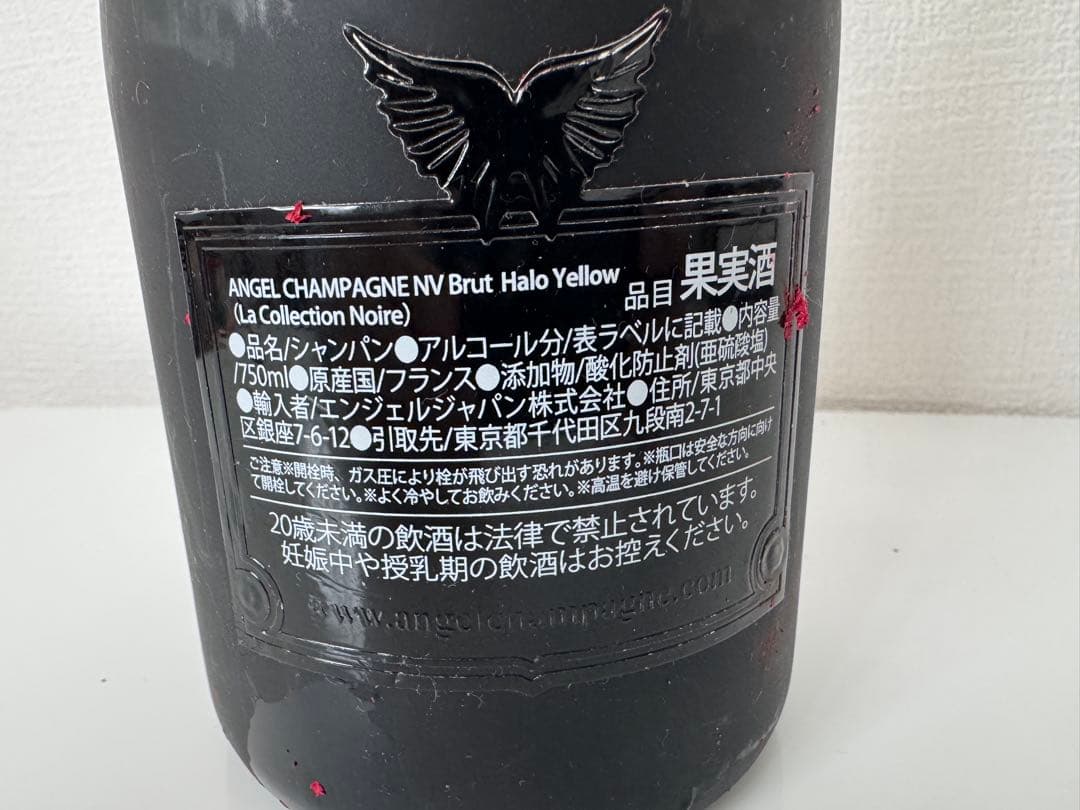 ANGEL CHAMPAGNE NV Brut Halo Yellow
(La Collection Noire)
品目 果実酒
●品名/シャンパン●アルコール分/表ラベルに記載●内容量
/750ml●原産国/フランス●添加物/酸化防止剤(亜硫酸塩)
●輸入者/エンジェルジャパン株式会社●住所/東京都中央
区銀座7-6-12●引取先/東京都千代田区九段南2-7-1
ご注意※開栓時、ガス圧により栓が飛び出す恐れがあります。※瓶口は安全な方向に向け
て開栓してください。※よく冷やしてお飲みください。※高温を避け保管してください。
20歳未満の飲酒は法律で禁止されています。
妊娠中や授乳期の飲酒はお控えください。
www.angelchampagne.com